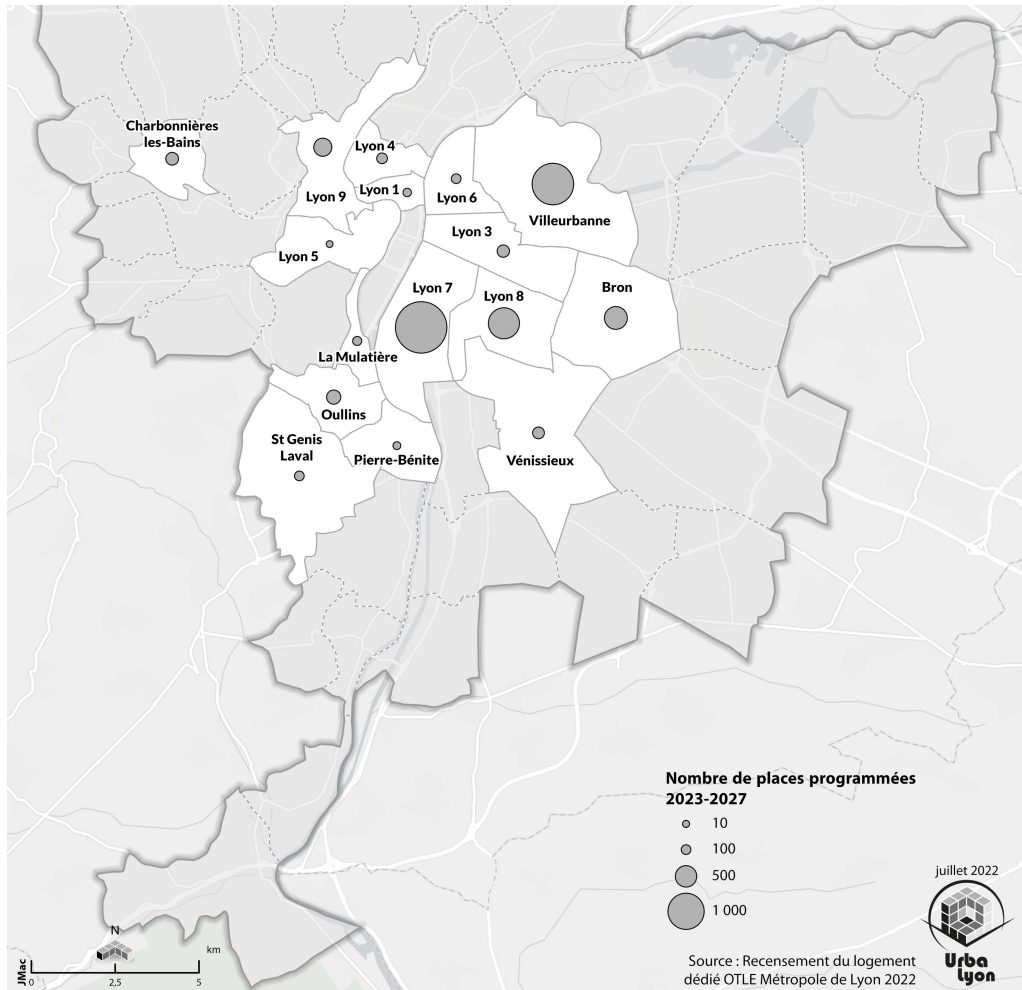 Charbonnières
les-Bains
Lyon 4
Lyon 9
Lyon 1
Lyon 6
Villeurbanne
Lyon 3
Lyon 5
Lyon 7
Lyon 8
Bron
La Mulatière
Oullins
St Genis
Laval
Pierre-Bénite
Vénissieux
Nombre de places programmées
2023-2027
10
100
500
1 000
juillet 2022
Urba
Lyon
Source : Recensement du logement
dédié OTLE Métropole de Lyon 2022
N
km
JMac
0
2,5
5